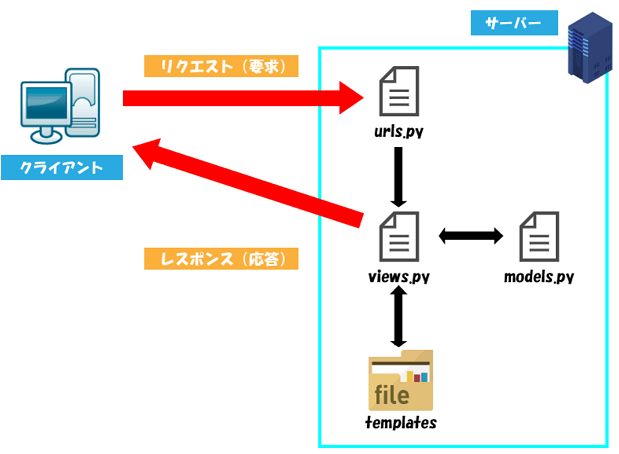 サーバー
リクエスト（要求）
urls.py
クライアント
レスポンス（応答）
views.py
models.py
file
templates